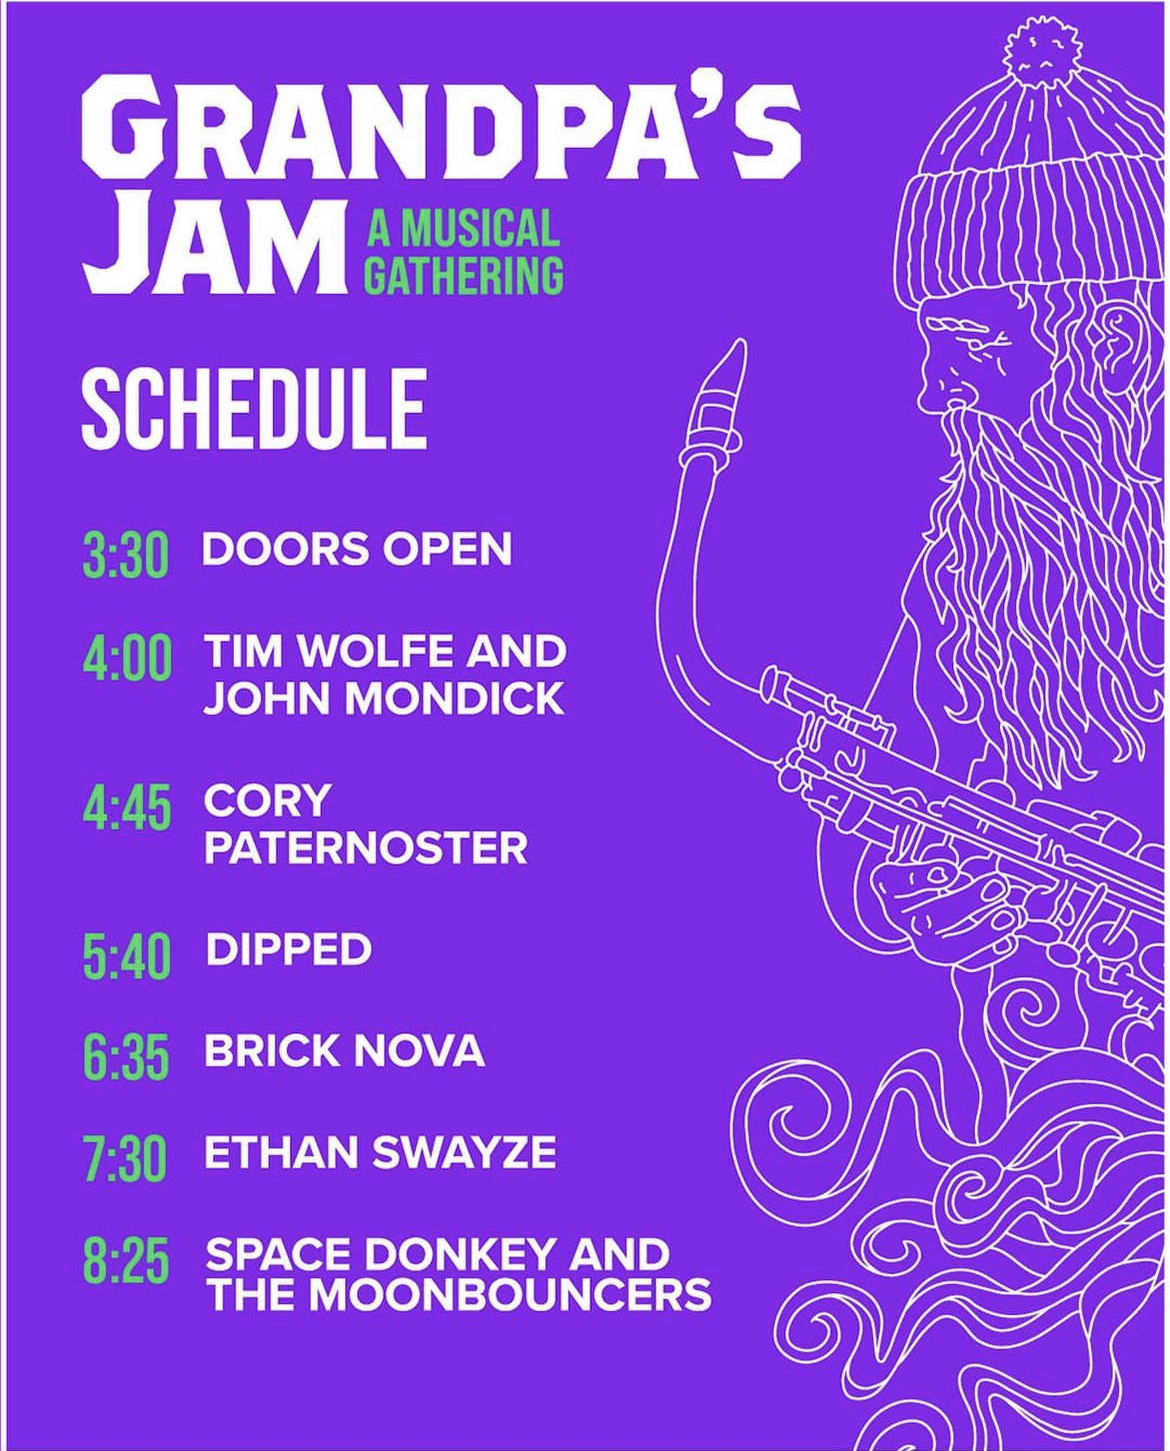 GRANDPA'S
JAM A MUSICAL
GATHERING
SCHEDULE
3:30 DOORS OPEN
4:00 TIM WOLFE AND
JOHN MONDICK
4:45 CORY
PATERNOSTER
5:40 DIPPED
6:35 BRICK NOVA
7:30 ETHAN SWAYZE
8:25 SPACE DONKEY AND
THE MOONBOUNCERS